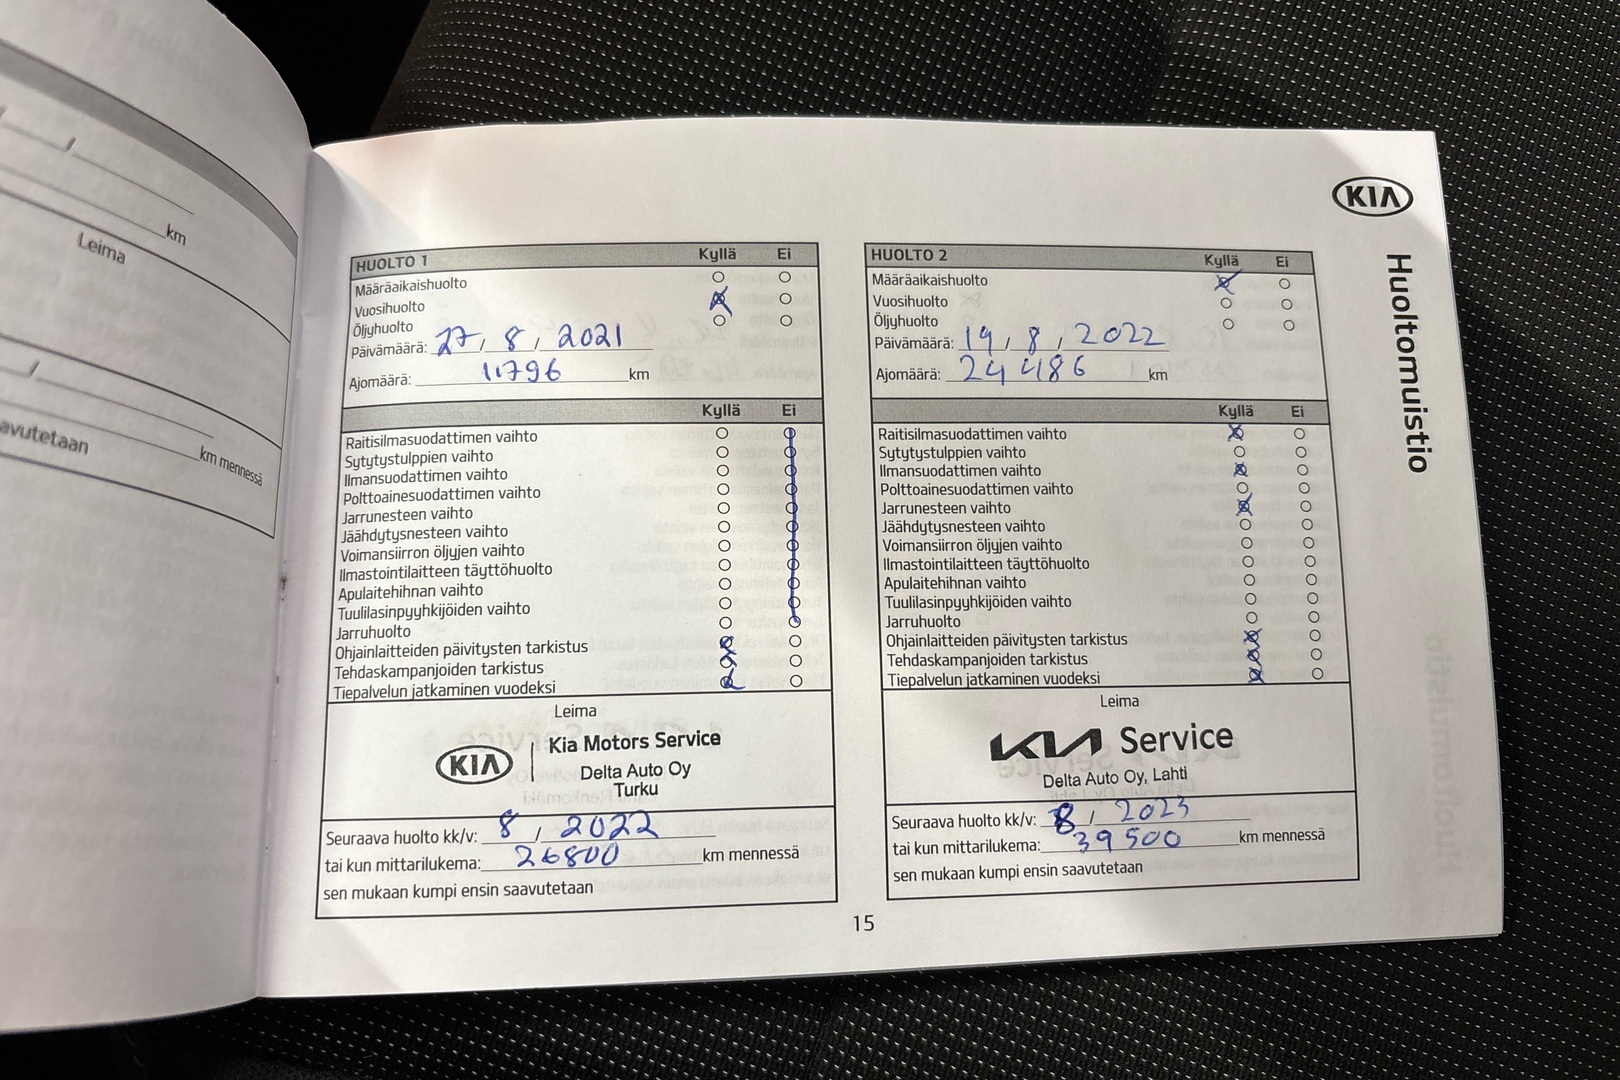 km
Leima
avutetaan
km mennessä
KIA
Huoltomuistio
HUOLTO 1 Kyllä Ei
Määräaikaishuolto
Vuosihuolto
Öljyhuolto
Päivämäärä: 27 / 8 / 2021
Ajomäärä: 11796 km
Kyllä Ei
Raitisilmasuodattimen vaihto
Sytytystulppien vaihto
Ilmansuodattimen vaihto
Polttoainesuodattimen vaihto
Jarrunesteen vaihto
Jäähdytysnesteen vaihto
Voimansiirron öljyjen vaihto
Ilmastointilaitteen täyttöhuolto
Apulaitehihnan vaihto
Tuulilasinpyyhkijöiden vaihto
Jarruhuolto
Ohjainlaitteiden päivitysten tarkistus
Tehdaskampanjoiden tarkistus
Tiepalvelun jatkaminen vuodeksi
Leima
KIA Kia Motors Service
Delta Auto Oy
Turku
Seuraava huolto kk/v: 8 / 2022
tai kun mittarilukema: 26800 km mennessä
sen mukaan kumpi ensin saavutetaan
HUOLTO 2 Kyllä Ei
Määräaikaishuolto
Vuosihuolto
Öljyhuolto
Päivämäärä: 19 / 8 / 2022
Ajomäärä: 24486 km
Kyllä Ei
Raitisilmasuodattimen vaihto
Sytytystulppien vaihto
Ilmansuodattimen vaihto
Polttoainesuodattimen vaihto
Jarrunesteen vaihto
Jäähdytysnesteen vaihto
Voimansiirron öljyjen vaihto
Ilmastointilaitteen täyttöhuolto
Apulaitehihnan vaihto
Tuulilasinpyyhkijöiden vaihto
Jarruhuolto
Ohjainlaitteiden päivitysten tarkistus
Tehdaskampanjoiden tarkistus
Tiepalvelun jatkaminen vuodeksi
Leima
KIA Service
Delta Auto Oy, Lahti
Seuraava huolto kk/v: 8 / 2023
tai kun mittarilukema: 39500 km mennessä
sen mukaan kumpi ensin saavutetaan
15